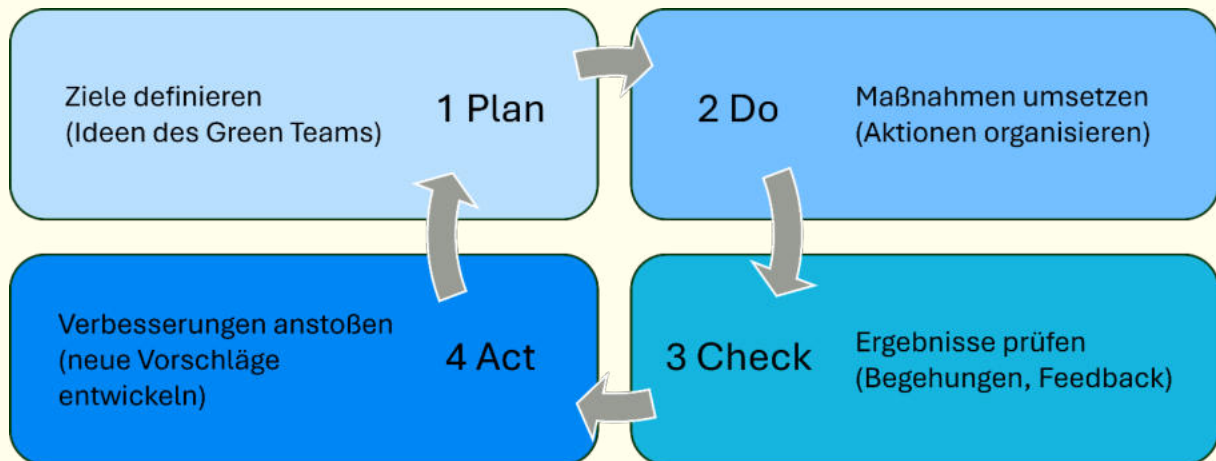 Ziele definieren
(Ideen des Green Teams)
1 Plan
2 Do
Maßnahmen umsetzen
(Aktionen organisieren)
Verbesserungen anstoßen
(neue Vorschläge
entwickeln)
4 Act
3 Check
Ergebnisse prüfen
(Begehungen, Feedback)